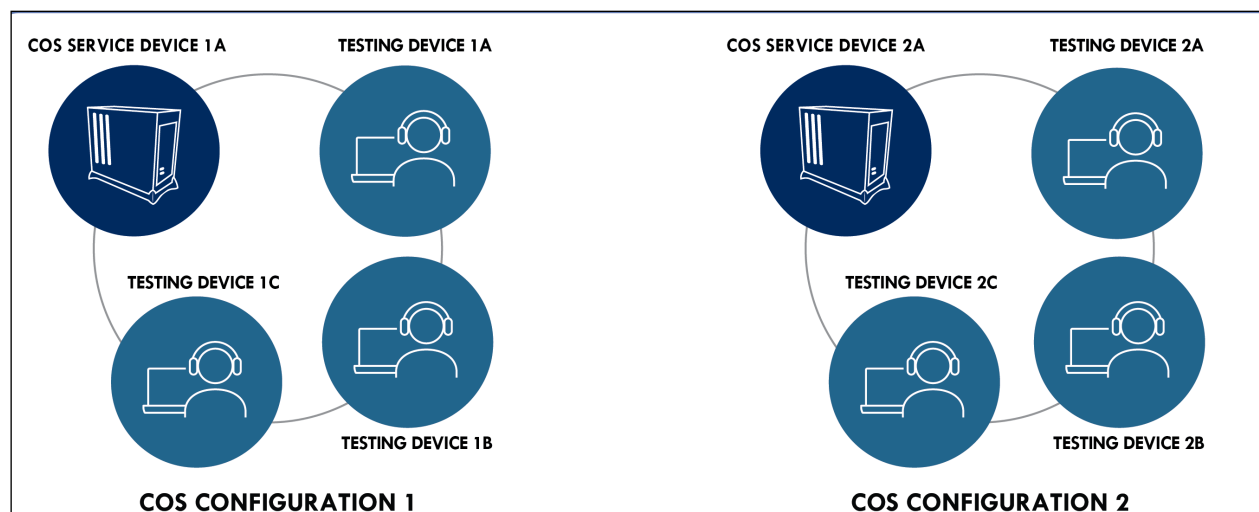 COS SERVICE DEVICE 1A
TESTING DEVICE 1A
TESTING DEVICE 1C
TESTING DEVICE 1B
COS CONFIGURATION 1
COS SERVICE DEVICE 2A
TESTING DEVICE 2A
TESTING DEVICE 2C
TESTING DEVICE 2B
COS CONFIGURATION 2